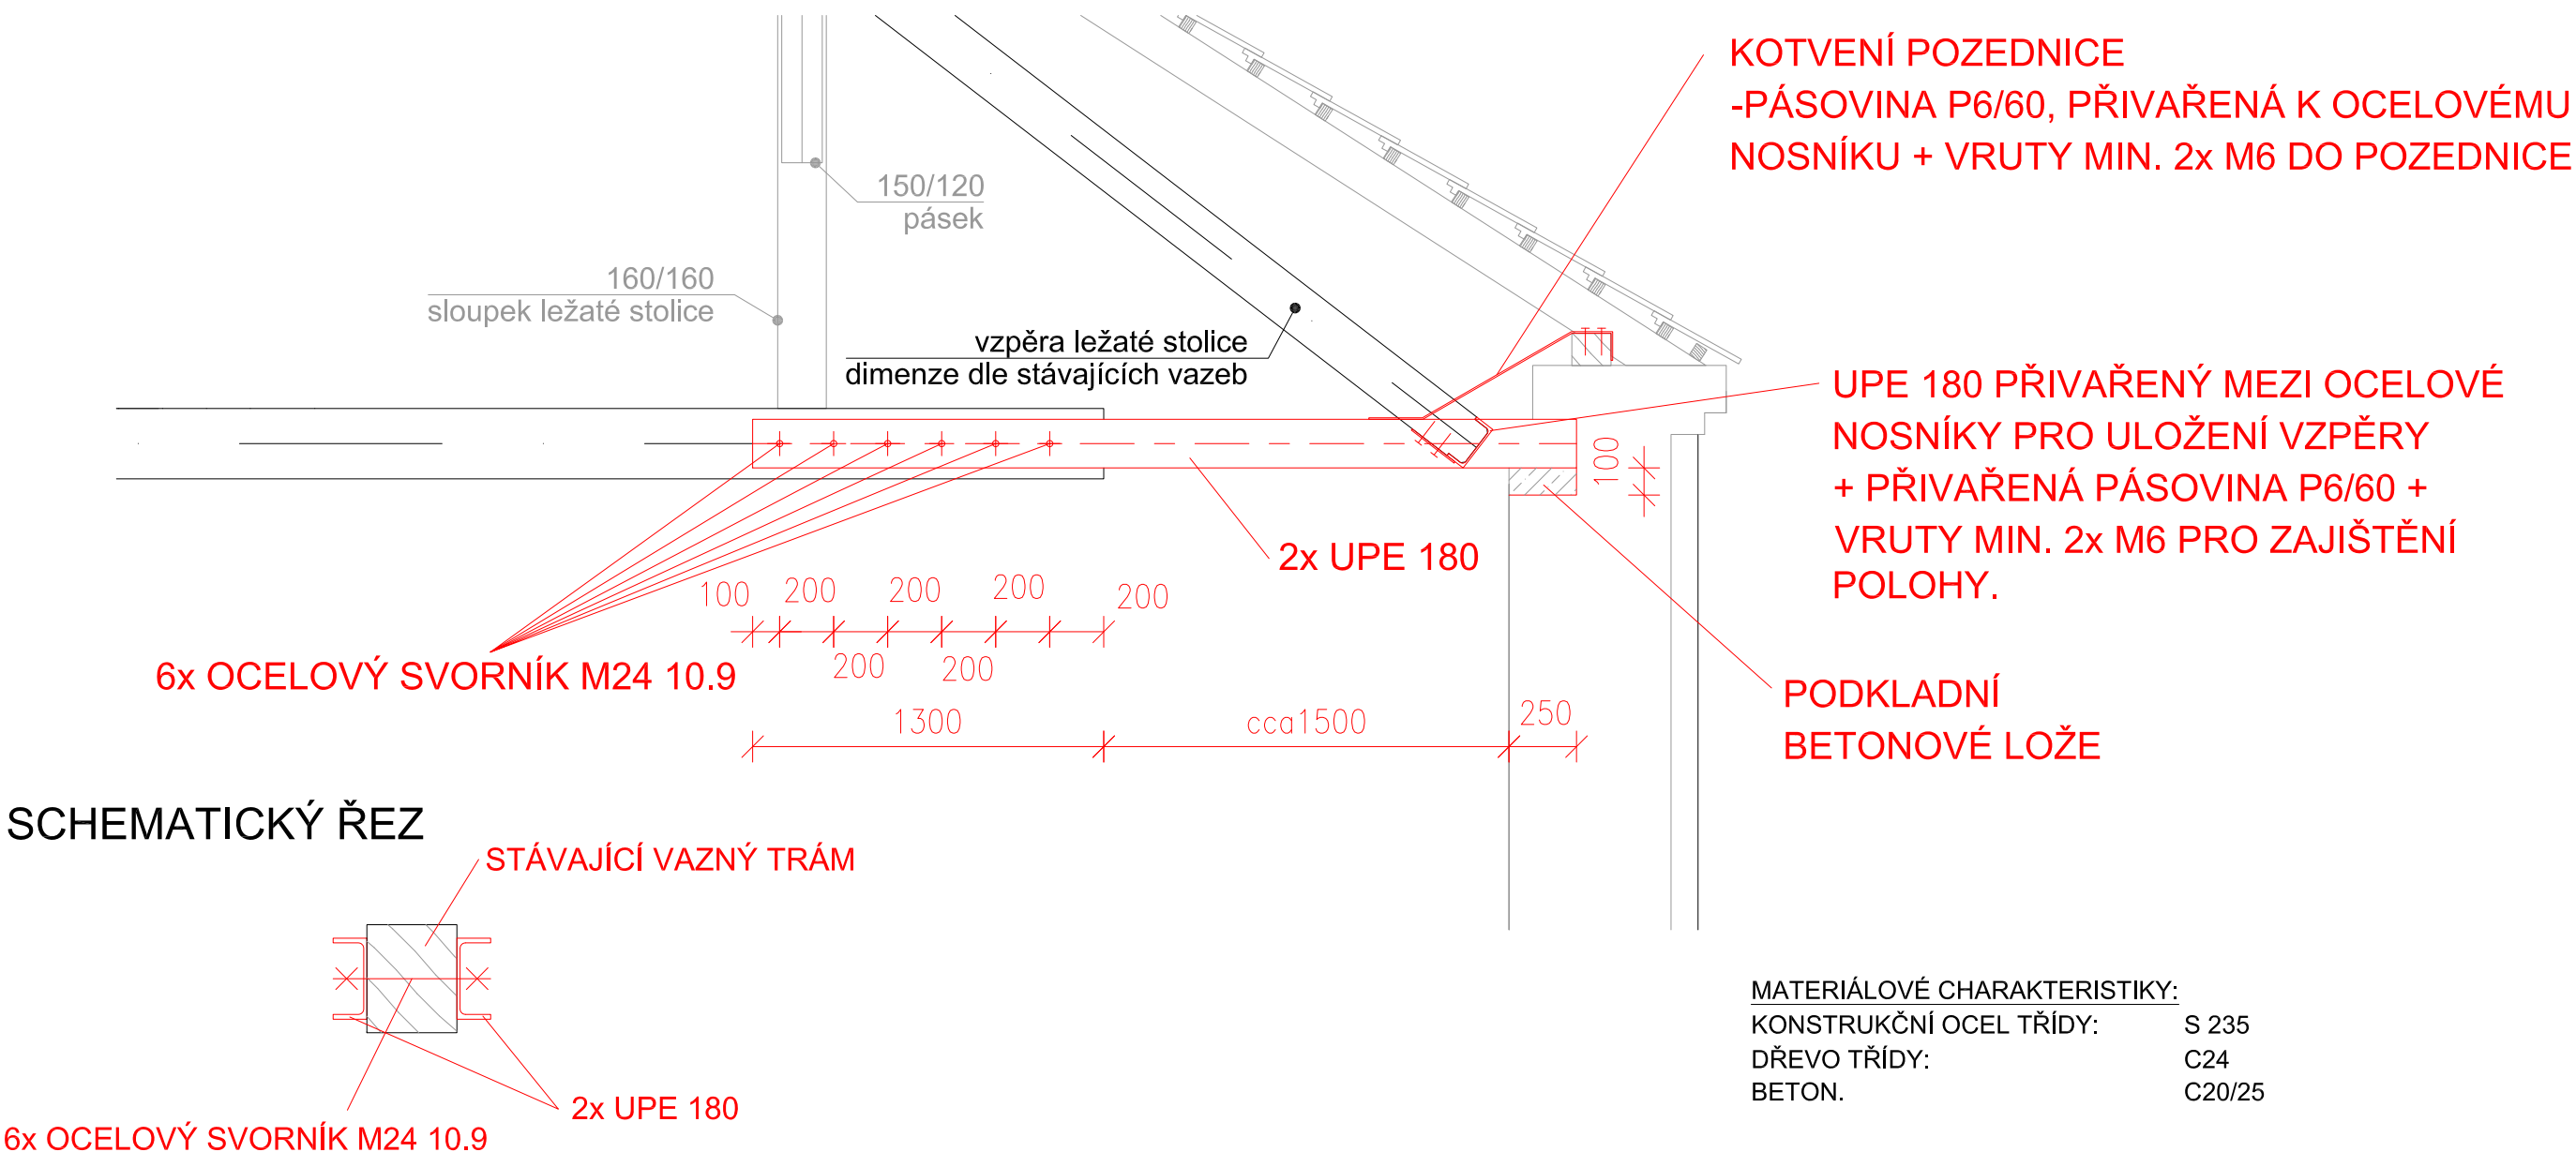 KOTVENÍ POZEDNICE
-PÁSOVINA P6/60, PŘIVAŘENÁ K OCELOVÉMU
NOSNÍKU + VRUTY MIN. 2x M6 DO POZEDNICE
150/120
pásek
160/160
sloupek ležaté stolice
vzpěra ležaté stolice
dimenze dle stávajících vazeb
UPE 180 PŘIVAŘENÝ MEZI OCELOVÉ
NOSNÍKY PRO ULOŽENÍ VZPĚRY
+ PŘIVAŘENÁ PÁSOVINA P6/60 +
VRUTY MIN. 2x M6 PRO ZAJIŠTĚNÍ
POLOHY.
100
2x UPE 180
100
200
200
200
200
200
200
6x OCELOVÝ SVORNÍK M24 10.9
1300
cca1500
250
PODKLADNÍ
BETONOVÉ LOŽE
SCHEMATICKÝ ŘEZ
STÁVAJÍCÍ VAZNÝ TRÁM
2x UPE 180
6x OCELOVÝ SVORNÍK M24 10.9
MATERIÁLOVÉ CHARAKTERISTIKY:
KONSTRUKČNÍ OCEL TŘÍDY: S 235
DŘEVO TŘÍDY: C24
BETON. C20/25